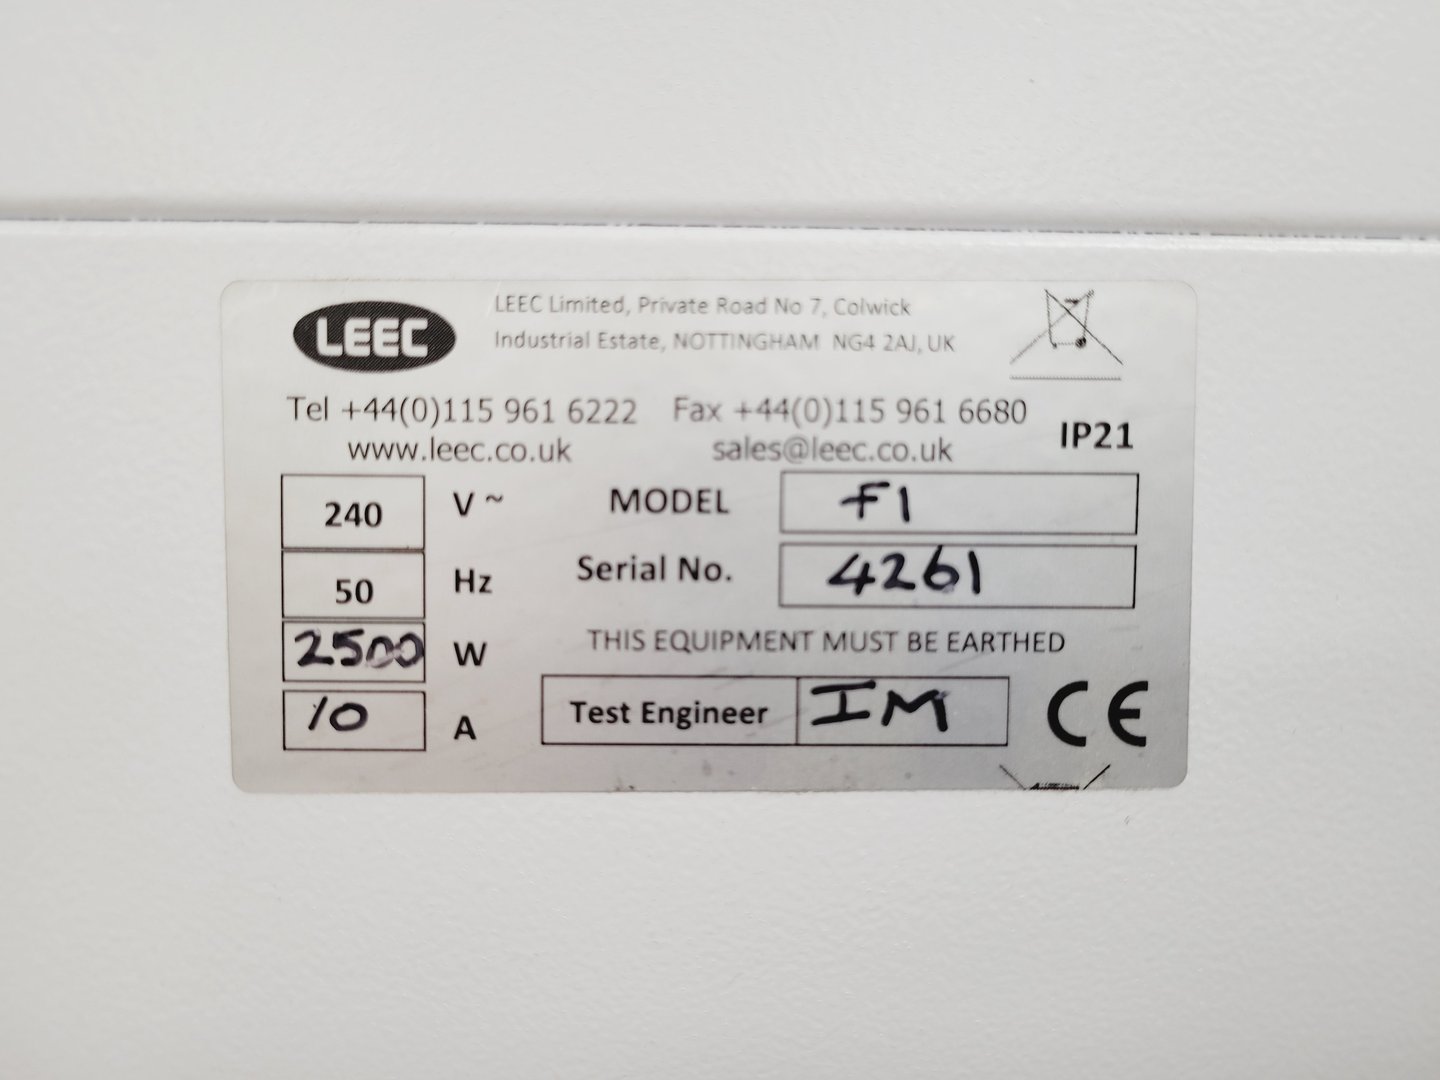 LEEC
LEEC Limited, Private Road No 7, Colwick
Industrial Estate, NOTTINGHAM NG4 2AJ, UK
Tel +44(0)115 961 6222 Fax +44(0)115 961 6680
www.leec.co.uk sales@leec.co.uk
IP21
240 V ~
50 Hz
2500 W
10 A
MODEL F1
Serial No. 4261
THIS EQUIPMENT MUST BE EARTHED
Test Engineer IM
CE